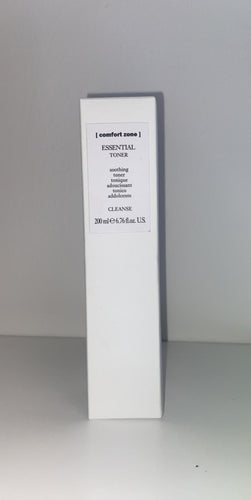 [ comfort zone ]
ESSENTIAL
TONER
soothing
toner
tonique
adoucissant
tonico
addolcente
CLEANSE
200 ml ℮ 6.76 fl.oz. U.S.